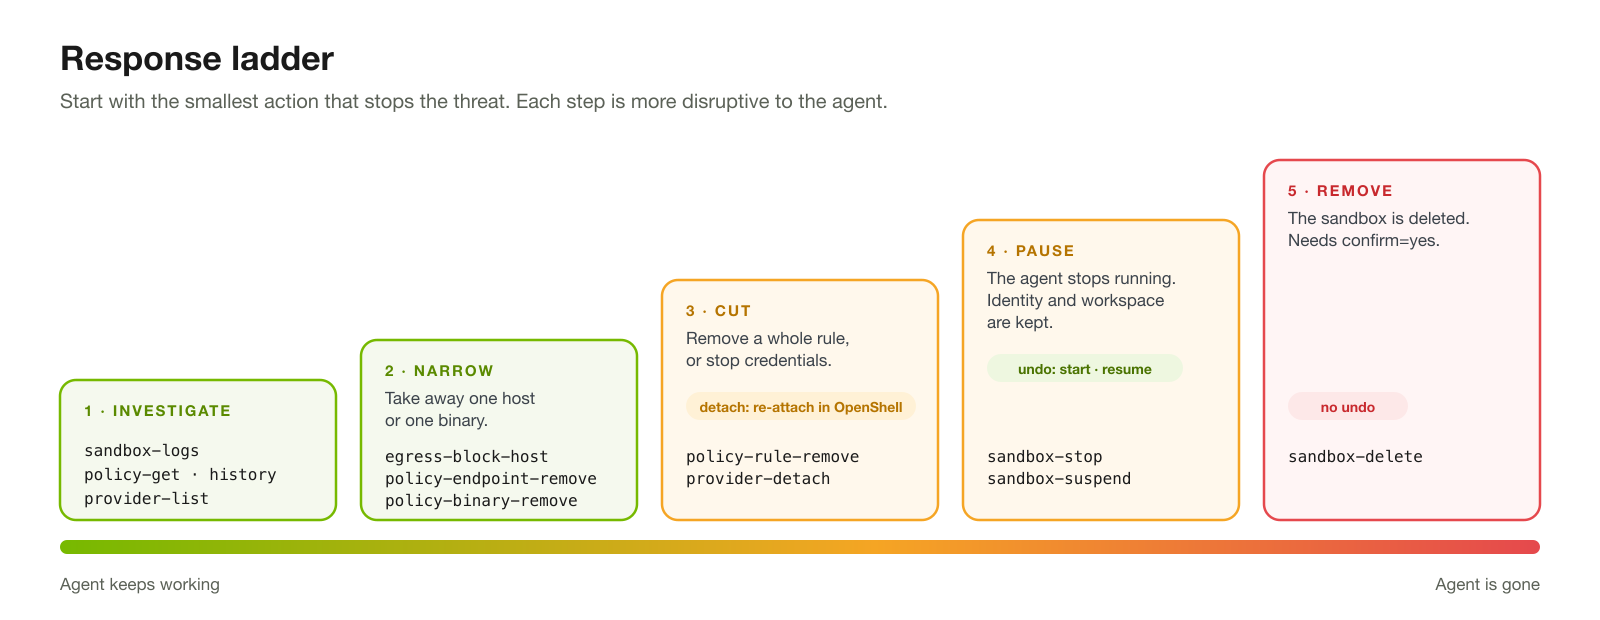 Response ladder
Start with the smallest action that stops the threat. Each step is more disruptive to the agent.
1 · INVESTIGATE
sandbox-logs
policy-get · history
provider-list
2 · NARROW
Take away one host
or one binary.
egress-block-host
policy-endpoint-remove
policy-binary-remove
3 · CUT
Remove a whole rule,
or stop credentials.
detach: re-attach in OpenShell
policy-rule-remove
provider-detach
4 · PAUSE
The agent stops running.
Identity and workspace
are kept.
undo: start · resume
sandbox-stop
sandbox-suspend
5 · REMOVE
The sandbox is deleted.
Needs confirm=yes.
no undo
sandbox-delete
Agent keeps working
Agent is gone